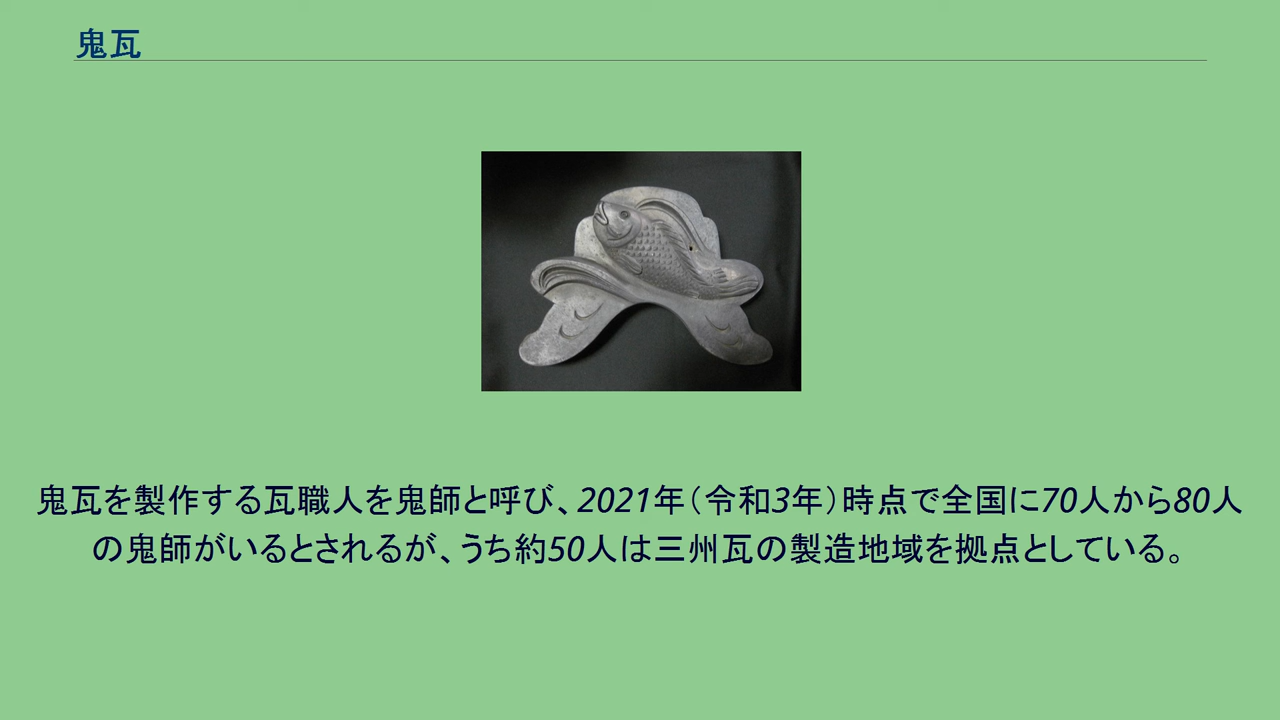 鬼瓦
鬼瓦を製作する瓦職人を鬼師と呼び、2021年（令和3年）時点で全国に70人から80人
の鬼師がいるとされるが、うち約50人は三州瓦の製造地域を拠点としている。